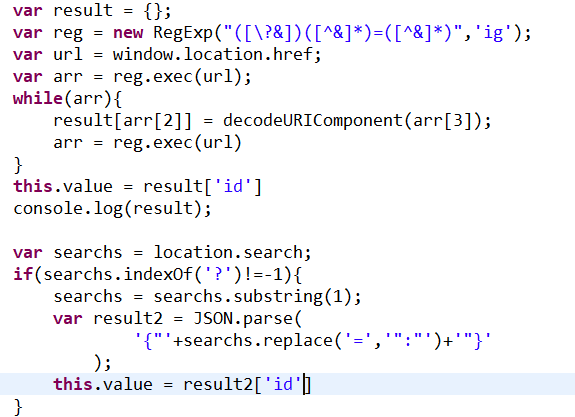 var result = {};
var reg = new RegExp("([\?&])([^&]*)=([^&]*)",'ig');
var url = window.location.href;
var arr = reg.exec(url);
while(arr){
    result[arr[2]] = decodeURIComponent(arr[3]);
    arr = reg.exec(url)
}
this.value = result['id']
console.log(result);

var searchs = location.search;
if(searchs.indexOf('?')!=-1){
    searchs = searchs.substring(1);
    var result2 = JSON.parse(
            '{"'+searchs.replace('=','":"')+'"}'
        );
    this.value = result2['id']
}